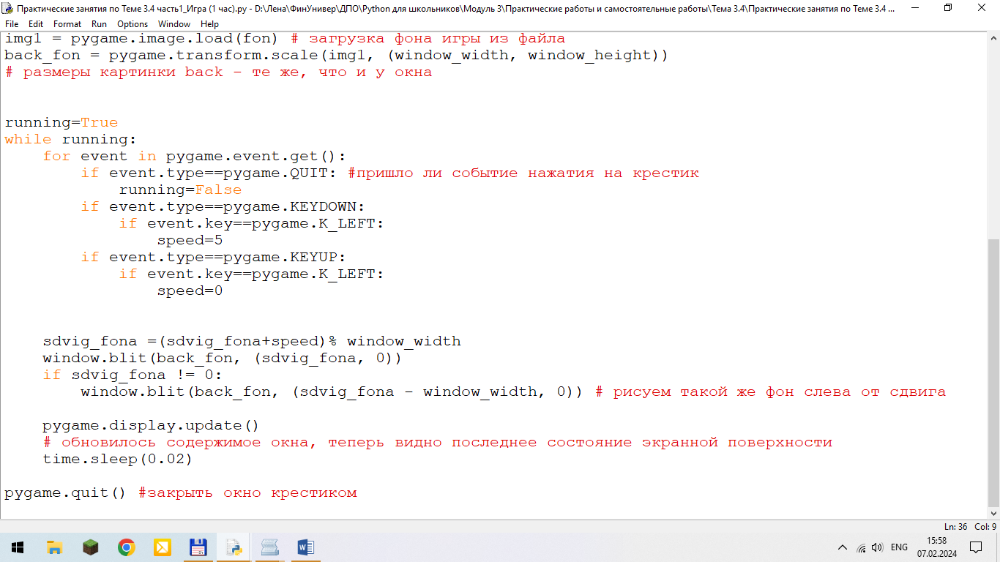 Практические занятия по Теме 3.4 часть1_Игра (1 час).py - D:\Лена\ФинУнивер\ДПО\Python для школьников\Модуль 3\Практические работы и самостоятельные работы\Тема 3.4\Практические занятия по Теме 3.4 ...
File Edit Format Run Options Window Help
img1 = pygame.image.load(fon) # загрузка фона игры из файла
back_fon = pygame.transform.scale(img1, (window_width, window_height))
# размеры картинки back - те же, что и у окна
running=True
while running:
    for event in pygame.event.get():
        if event.type==pygame.QUIT: #пришло ли событие нажатия на крестик
            running=False
        if event.type==pygame.KEYDOWN:
            if event.key==pygame.K_LEFT:
                speed=5
        if event.type==pygame.KEYUP:
            if event.key==pygame.K_LEFT:
                speed=0
    sdvig_fona =(sdvig_fona+speed)% window_width
    window.blit(back_fon, (sdvig_fona, 0))
    if sdvig_fona != 0:
        window.blit(back_fon, (sdvig_fona - window_width, 0)) # рисуем такой же фон слева от сдвига
    pygame.display.update()
    # обновилось содержимое окна, теперь видно последнее состояние экранной поверхности
    time.sleep(0.02)
pygame.quit() #закрыть окно крестиком
Ln: 36 Col: 9
ENG
15:58
07.02.2024